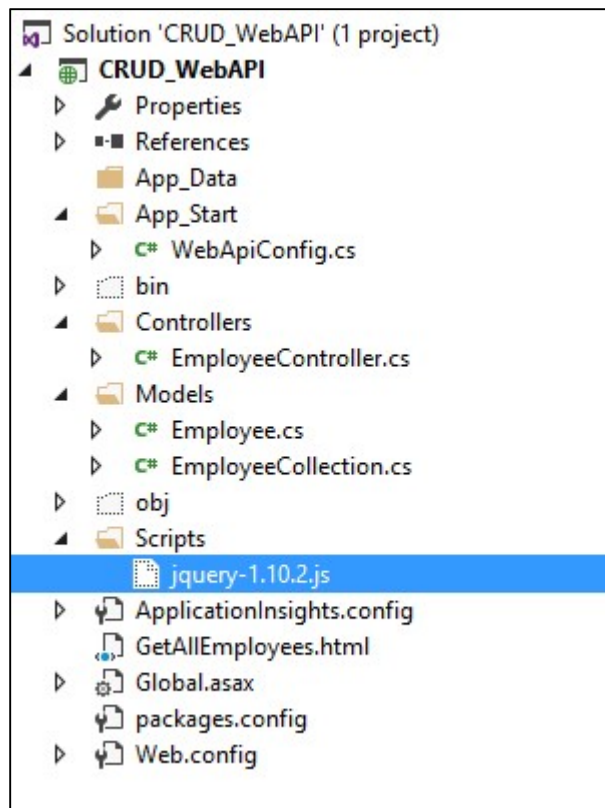 Solution 'CRUD_WebAPI' (1 project)
CRUD_WebAPI
Properties
References
App_Data
App_Start
C# WebApiConfig.cs
bin
Controllers
C# EmployeeController.cs
Models
C# Employee.cs
C# EmployeeCollection.cs
obj
Scripts
jquery-1.10.2.js
ApplicationInsights.config
GetAllEmployees.html
Global.asax
packages.config
Web.config